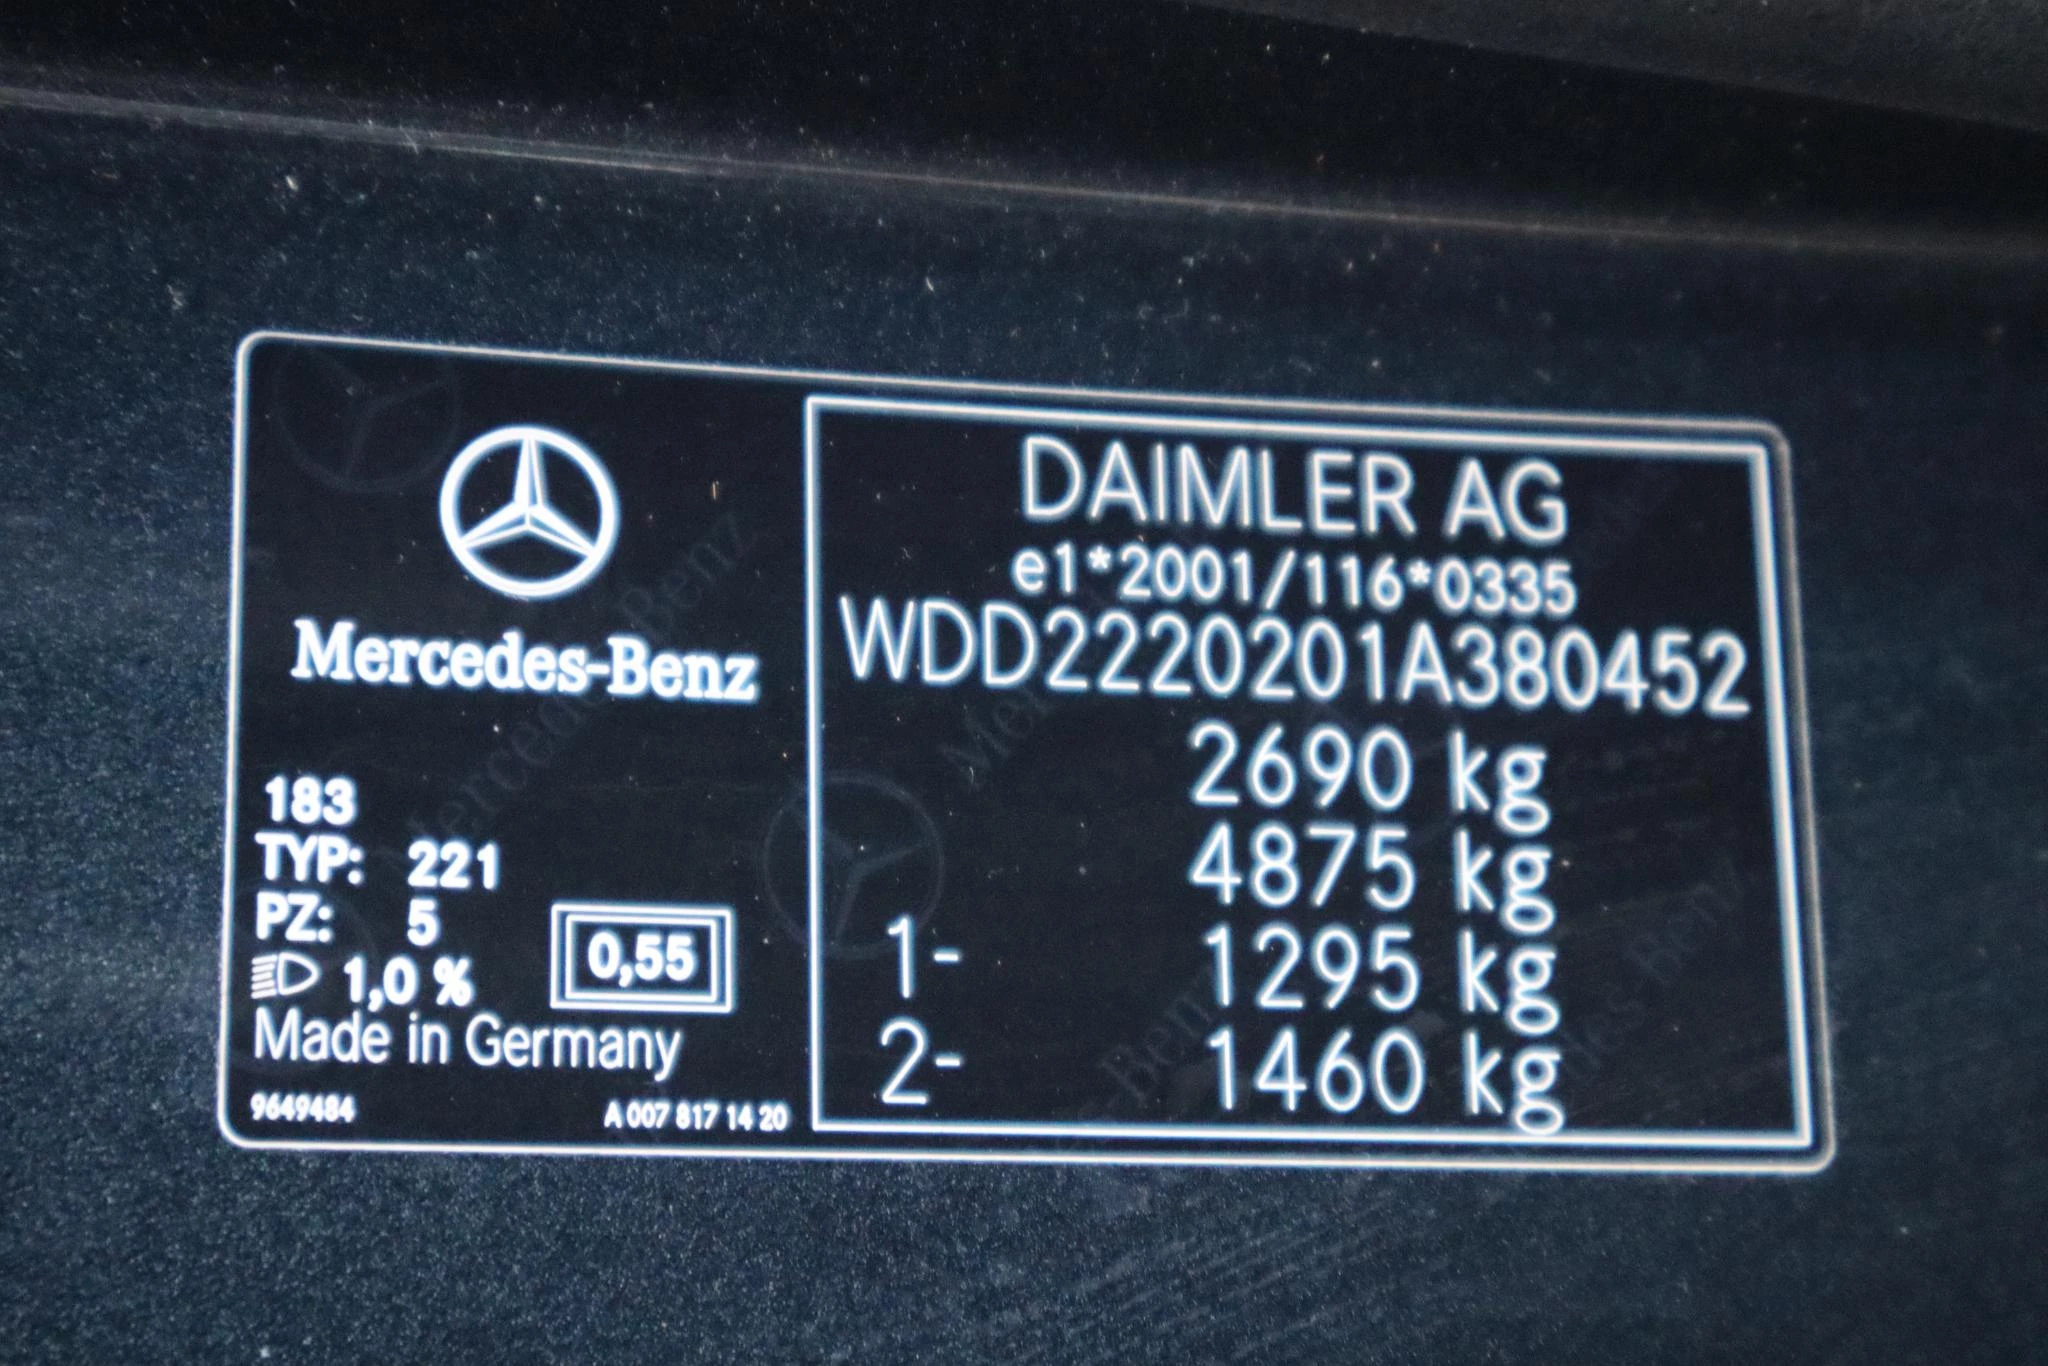 Mercedes-Benz
183
TYP: 221
PZ: 5
1,0 %
0,55
Made in Germany
9649484
A 007 817 14 20
DAIMLER AG
e1*2001/116*0335
WDD2220201A380452
2690 kg
4875 kg
1- 1295 kg
2- 1460 kg